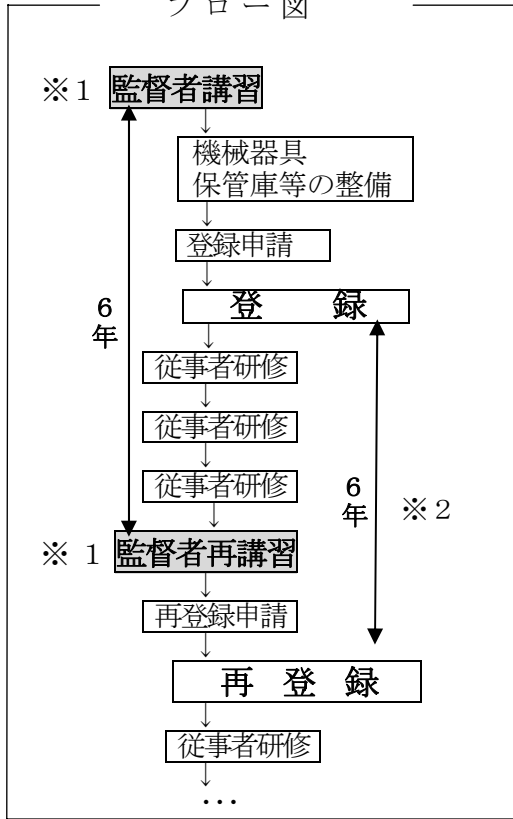 フロー図
※1 監督者講習
機械器具
保管庫等の整備
登録申請
登 録
6年
従事者研修
従事者研修
従事者研修
6年
※2
※1 監督者再講習
再登録申請
再 登 録
従事者研修
…